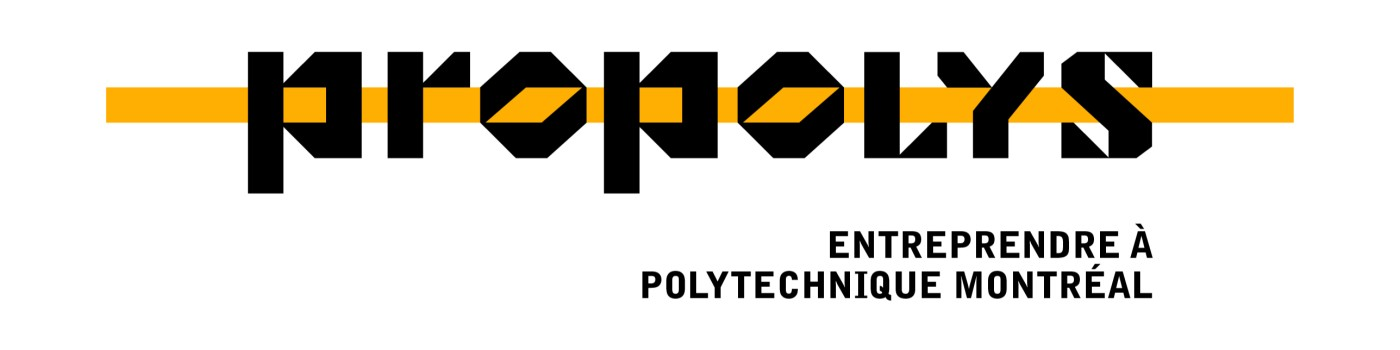 propoLYS
ENTREPRENDRE À
POLYTECHNIQUE MONTRÉAL